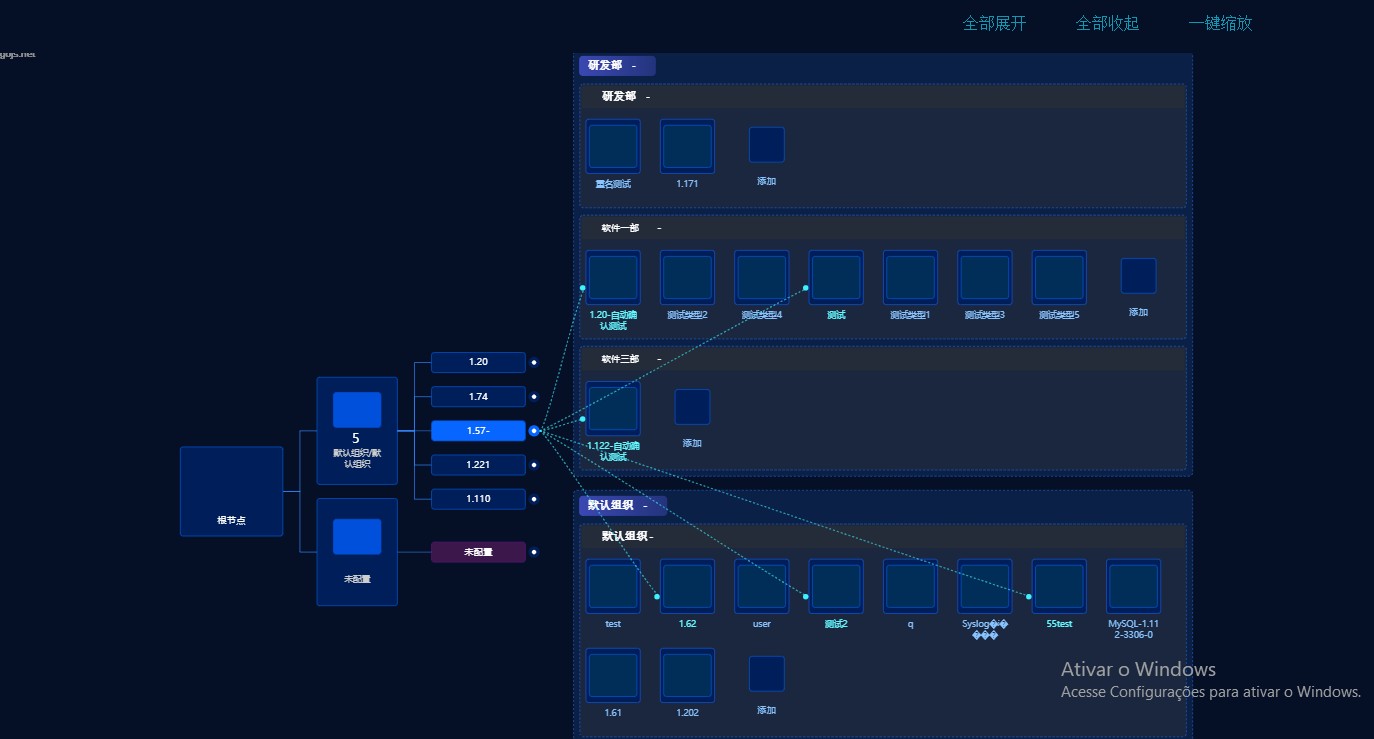 全部展开 全部收起 一键缩放
gojs.net
研发部 -
研发部 -
重名测试 1.171 添加
软件一部 -
1.20-自动确 测试类型2 测试类型4 测试 测试类型1 测试类型3 测试类型5 添加
认测试
软件三部 -
1.122-自动确 添加
认测试
1.20
1.74
1.57-
1.221
1.110
未配置
5
默认组织/默
认组织
根节点
未配置
默认组织 -
默认组织-
test 1.62 user 测试2 q Syslog�i� 55test MySQL-1.11
��� 2-3306-0
1.61 1.202 添加
Ativar o Windows
Acesse Configurações para ativar o Windows.